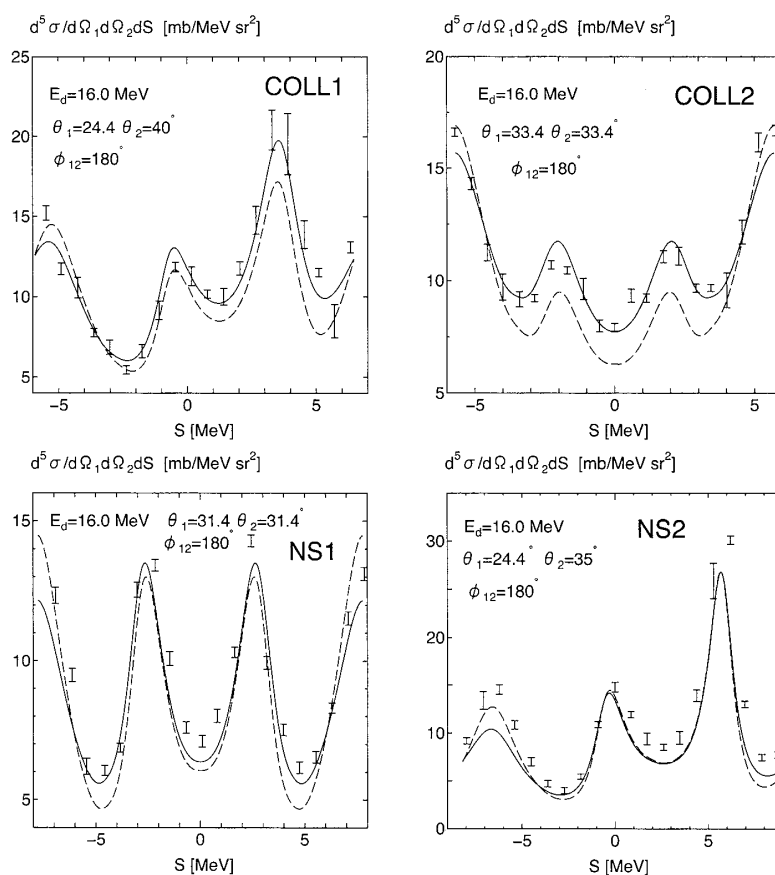 d⁵σ/dΩ₁dΩ₂dS [mb/MeV sr²]
COLL1
E_d=16.0 MeV
θ₁=24.4 θ₂=40°
ϕ₁₂=180°
25
20
15
10
5
−5 0 5
S [MeV]
d⁵σ/dΩ₁dΩ₂dS [mb/MeV sr²]
COLL2
E_d=16.0 MeV
θ₁=33.4 θ₂=33.4°
ϕ₁₂=180°
20
15
10
5
−5 0 5
S [MeV]
d⁵σ/dΩ₁dΩ₂dS [mb/MeV sr²]
E_d=16.0 MeV θ₁=31.4 θ₂=31.4°
ϕ₁₂=180°
NS1
15
10
5
−5 0 5
S [MeV]
d⁵σ/dΩ₁dΩ₂dS [mb/MeV sr²]
NS2
E_d=16.0 MeV
θ₁=24.4° θ₂=35°
ϕ₁₂=180°
30
20
10
0
−5 0 5
S [MeV]